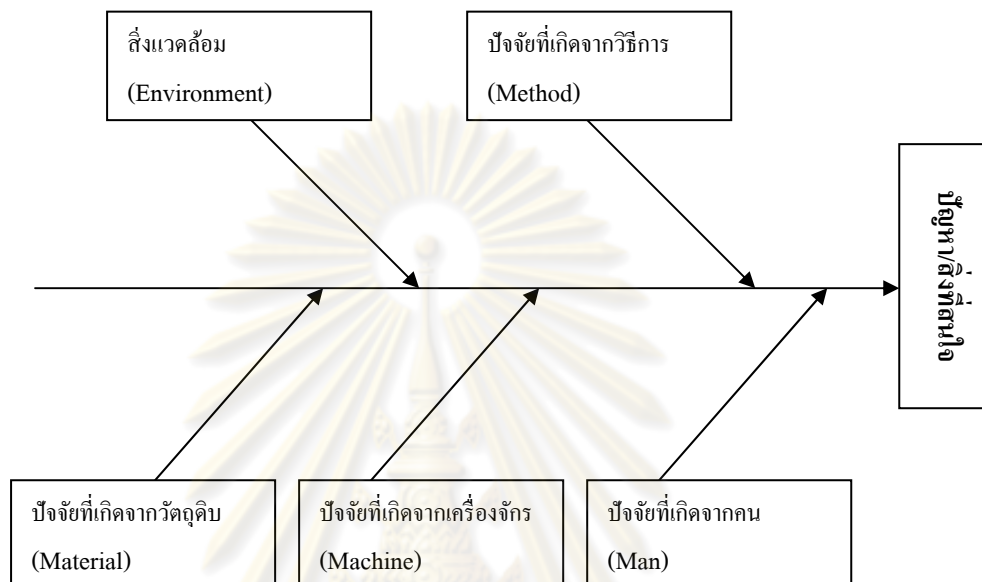 สิ่งแวดล้อม
(Environment)
ปัจจัยที่เกิดจากวิธีการ
(Method)
ปัญหา/สิ่งที่สนใจ
ปัจจัยที่เกิดจากวัตถุดิบ
(Material)
ปัจจัยที่เกิดจากเครื่องจักร
(Machine)
ปัจจัยที่เกิดจากคน
(Man)